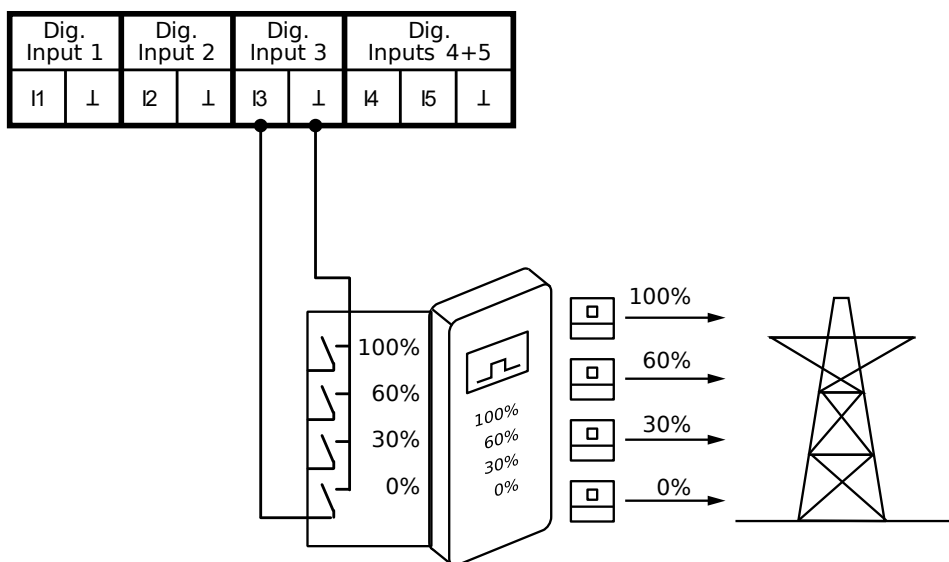 Dig.
Input 1
Dig.
Input 2
Dig.
Input 3
Dig.
Inputs 4+5
I1
⊥
I2
⊥
I3
⊥
I4
I5
⊥
100%
60%
30%
0%
100%
60%
30%
0%
100%
60%
30%
0%